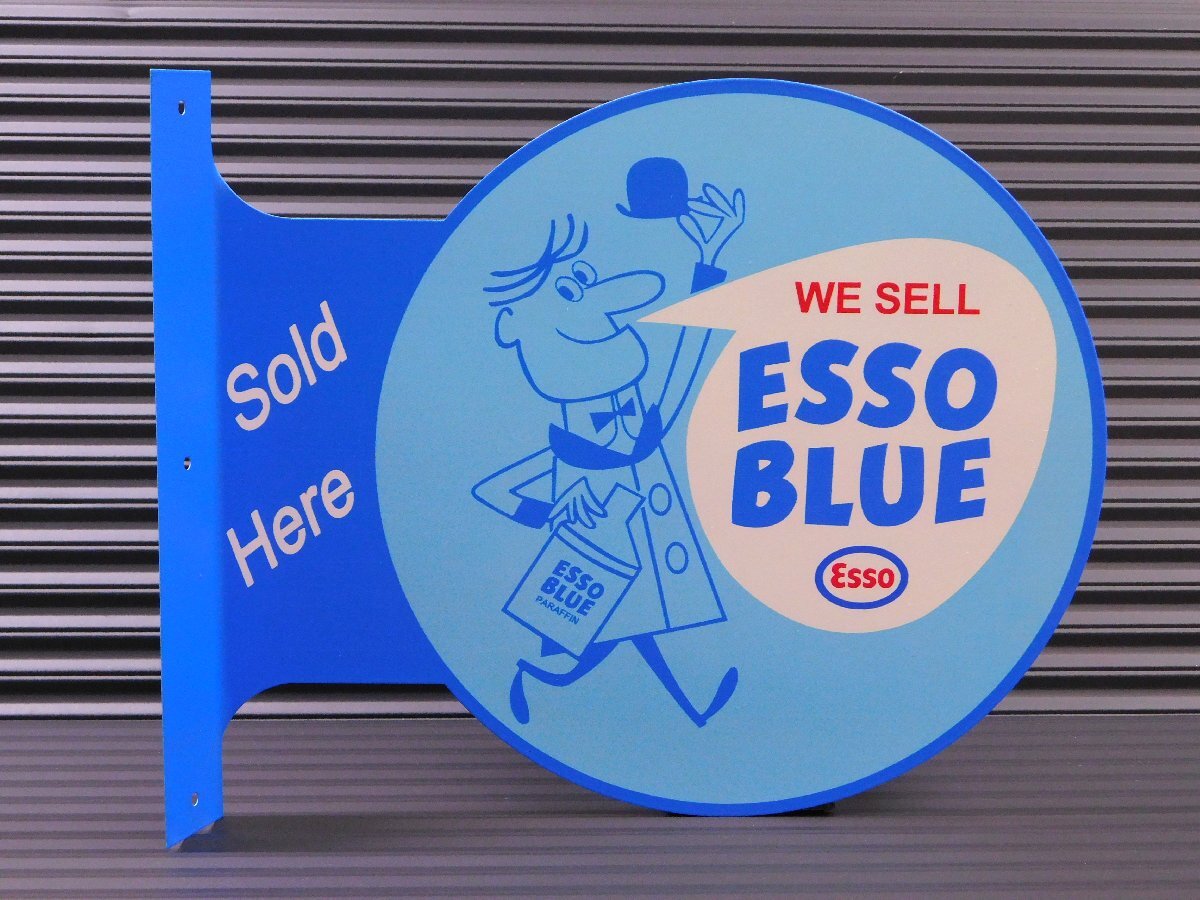 Sold
Here
WE SELL
ESSO
BLUE
Esso
ESSO
BLUE
PARAFFIN